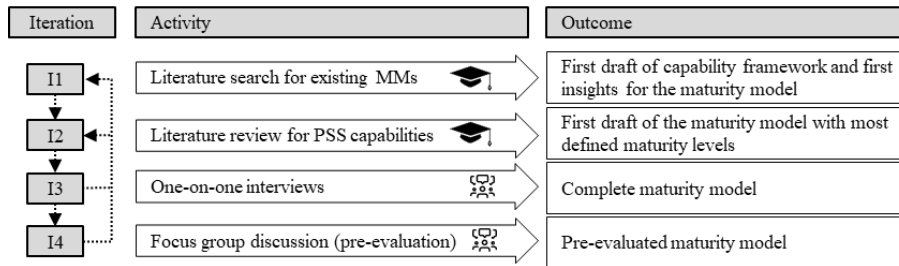 Iteration
Activity
Outcome
I1
Literature search for existing MMs
First draft of capability framework and first
insights for the maturity model
I2
Literature review for PSS capabilities
First draft of the maturity model with most
defined maturity levels
I3
One-on-one interviews
Complete maturity model
I4
Focus group discussion (pre-evaluation)
Pre-evaluated maturity model